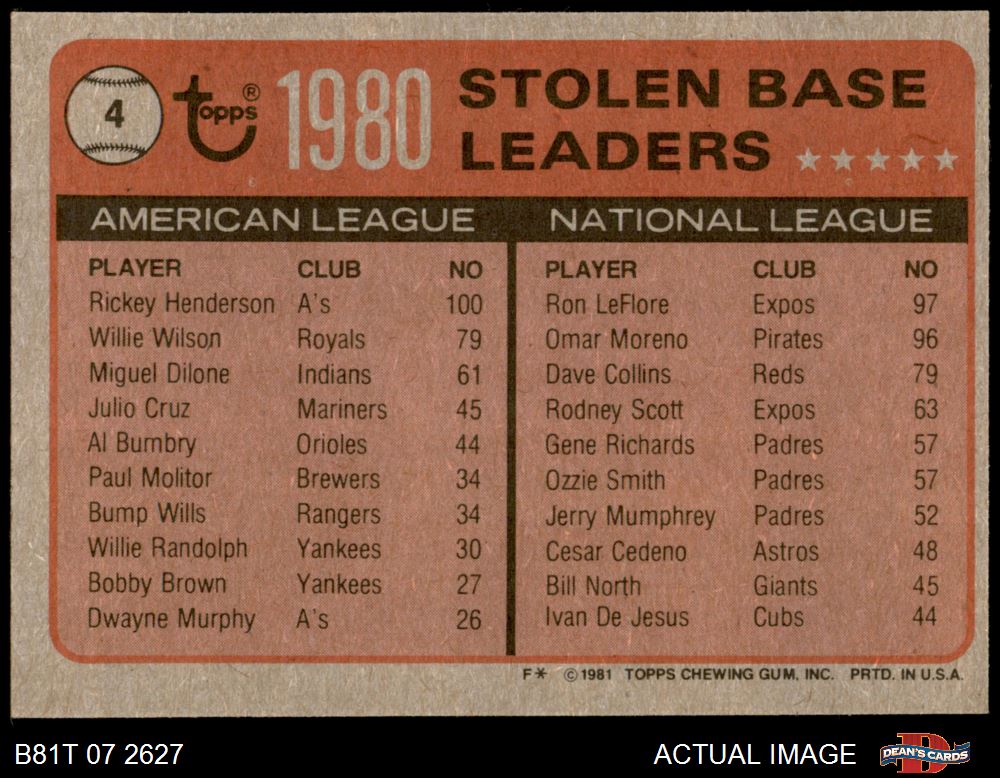 4 topps® 1980 STOLEN BASE
LEADERS
AMERICAN LEAGUE
PLAYER CLUB NO
Rickey Henderson A's 100
Willie Wilson Royals 79
Miguel Dilone Indians 61
Julio Cruz Mariners 45
Al Bumbry Orioles 44
Paul Molitor Brewers 34
Bump Wills Rangers 34
Willie Randolph Yankees 30
Bobby Brown Yankees 27
Dwayne Murphy A's 26
NATIONAL LEAGUE
PLAYER CLUB NO
Ron LeFlore Expos 97
Omar Moreno Pirates 96
Dave Collins Reds 79
Rodney Scott Expos 63
Gene Richards Padres 57
Ozzie Smith Padres 57
Jerry Mumphrey Padres 52
Cesar Cedeno Astros 48
Bill North Giants 45
Ivan De Jesus Cubs 44
F* ©1981 TOPPS CHEWING GUM, INC. PRTD. IN U.S.A.
B81T 07 2627 ACTUAL IMAGE D DEAN'S CARDS